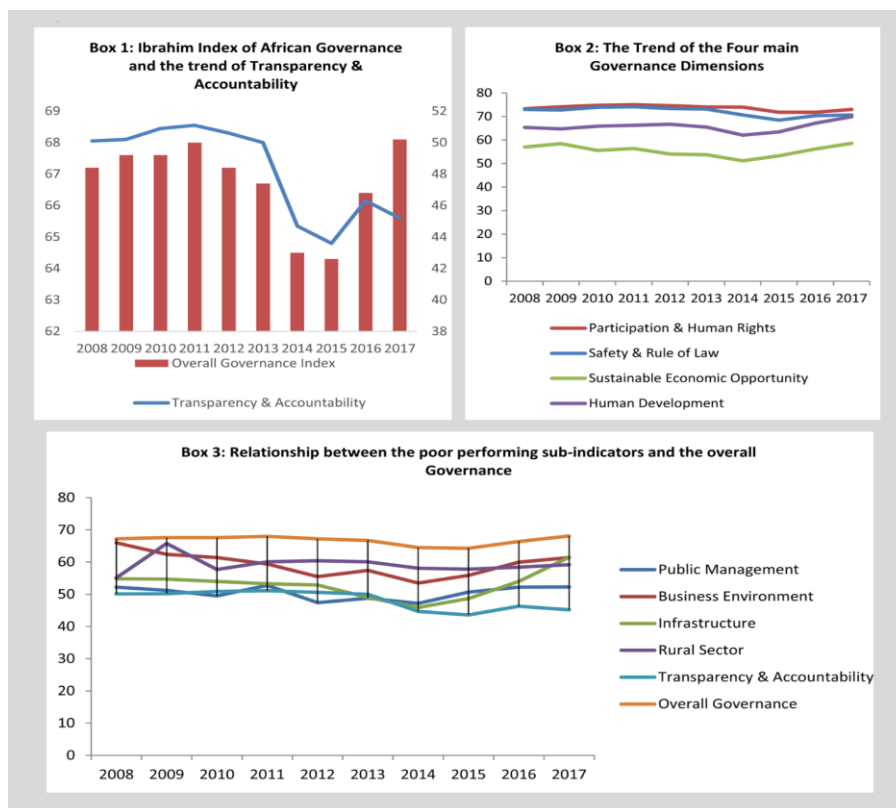 Box 1: Ibrahim Index of African Governance
and the trend of Transparency &
Accountability
69
68
67
66
65
64
63
62
52
50
48
46
44
42
40
38
2008 2009 2010 2011 2012 2013 2014 2015 2016 2017
Overall Governance Index
Transparency & Accountability
Box 2: The Trend of the Four main
Governance Dimensions
80
70
60
50
40
30
20
10
0
2008 2009 2010 2011 2012 2013 2014 2015 2016 2017
Participation & Human Rights
Safety & Rule of Law
Sustainable Economic Opportunity
Human Development
Box 3: Relationship between the poor performing sub-indicators and the overall
Governance
80
70
60
50
40
30
20
10
0
2008 2009 2010 2011 2012 2013 2014 2015 2016 2017
Public Management
Business Environment
Infrastructure
Rural Sector
Transparency & Accountability
Overall Governance